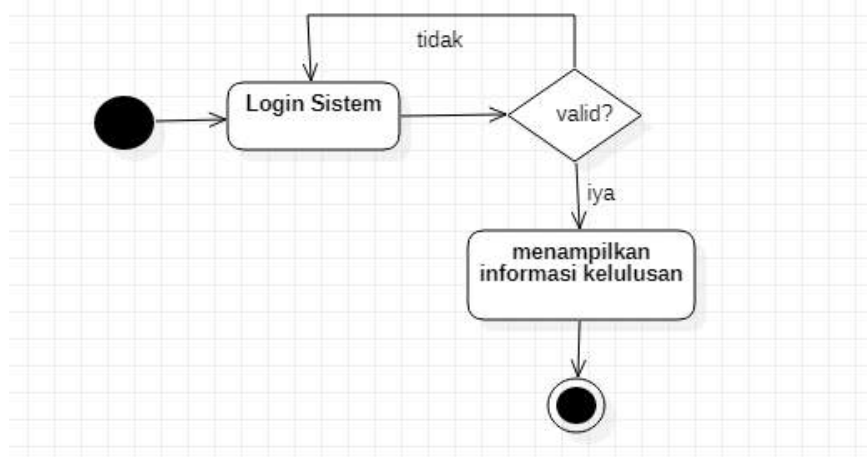 tidak
Login Sistem
valid?
iya
menampilkan
informasi kelulusan